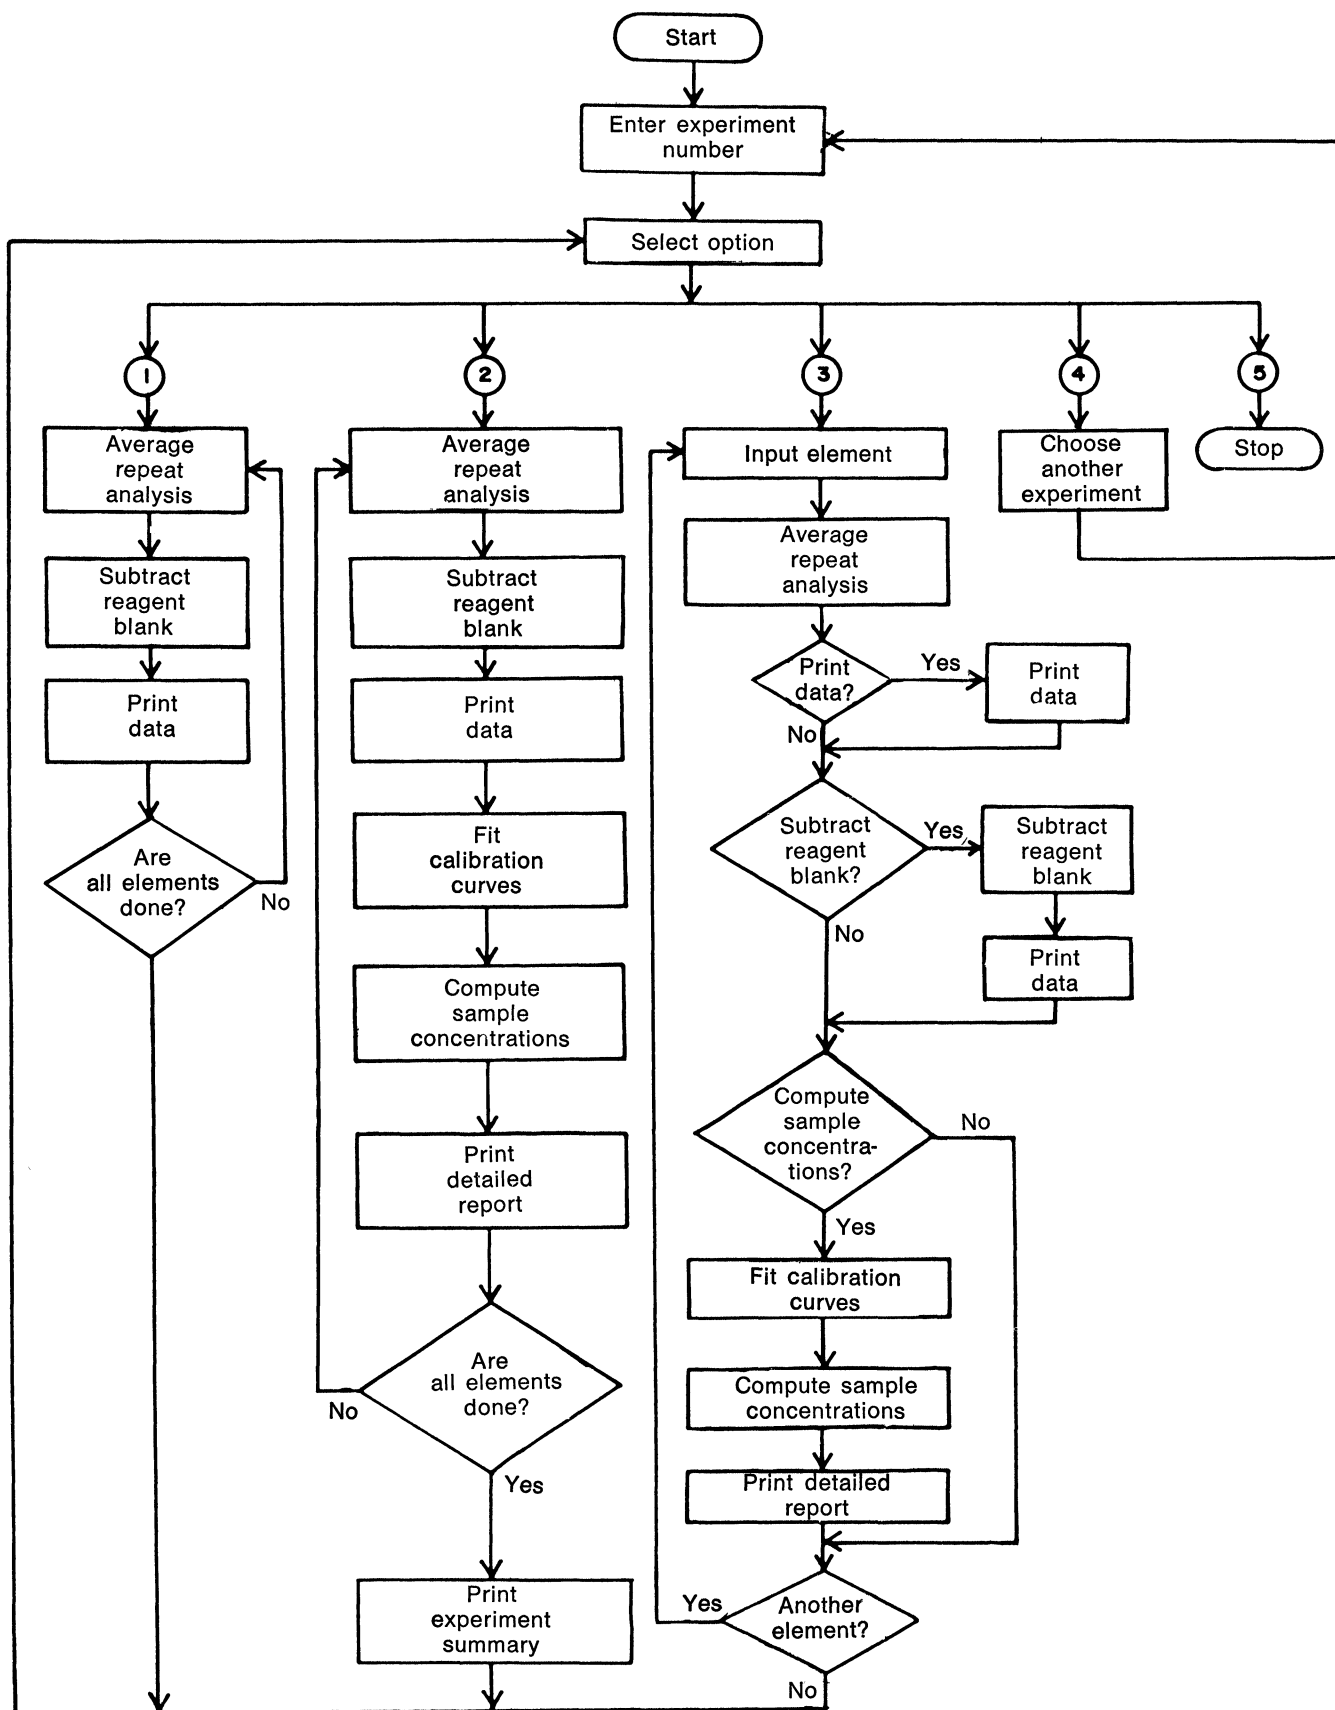 Start
Enter experiment
number
Select option
1
2
3
4
5
Average
repeat
analysis
Subtract
reagent
blank
Print
data
Are
all elements
done?
No
Average
repeat
analysis
Subtract
reagent
blank
Print
data
Fit
calibration
curves
Compute
sample
concentrations
Print
detailed
report
Are
all elements
done?
No
Yes
Print
experiment
summary
Input element
Average
repeat
analysis
Print
data?
Yes
Print
data
No
Subtract
reagent
blank?
Yes
Subtract
reagent
blank
Print
data
No
Compute
sample
concentra-
tions?
No
Yes
Fit calibration
curves
Compute sample
concentrations
Print detailed
report
Another
element?
Yes
No
Choose
another
experiment
Stop